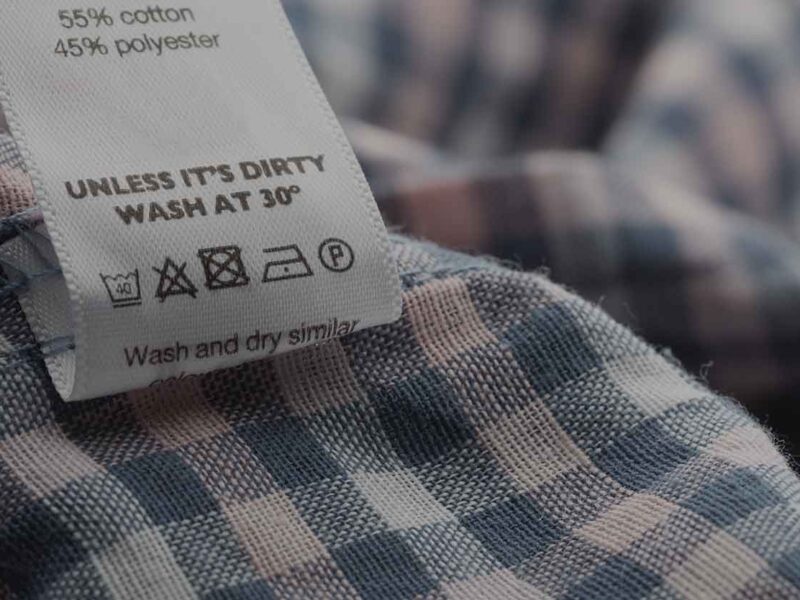 55% cotton
45% polyester
UNLESS IT'S DIRTY
WASH AT 30°
40 P
Wash and dry similar